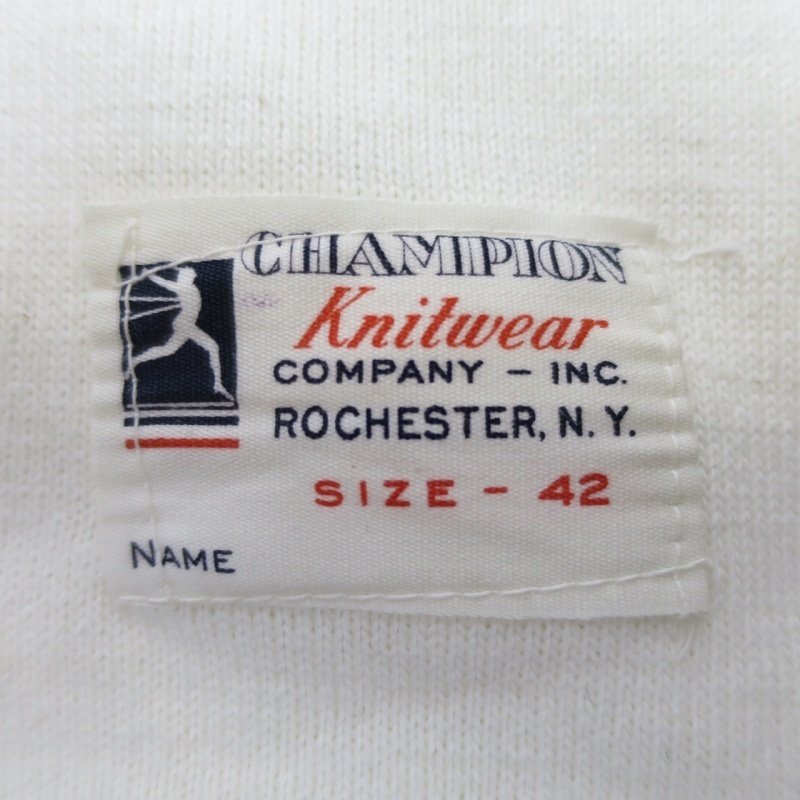 CHAMPION
Knitwear
COMPANY - INC.
ROCHESTER, N. Y.
SIZE - 42
NAME